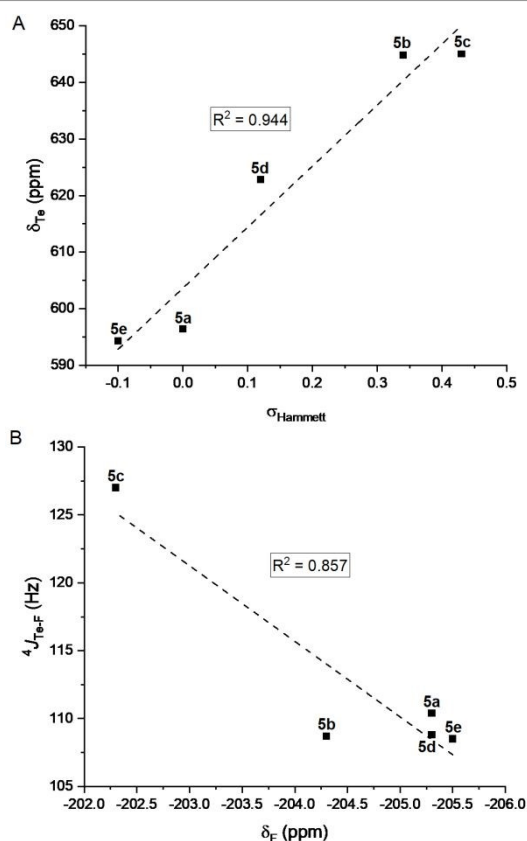 A
650
640
630
620
610
600
590
δTe (ppm)
R² = 0.944
5b
5c
5d
5e
5a
-0.1
0.0
0.1
0.2
0.3
0.4
0.5
σHammett
B
130
125
120
115
110
105
⁴JTe-F (Hz)
5c
R² = 0.857
5b
5a
5d
5e
-202.0
-202.5
-203.0
-203.5
-204.0
-204.5
-205.0
-205.5
-206.0
δF (ppm)